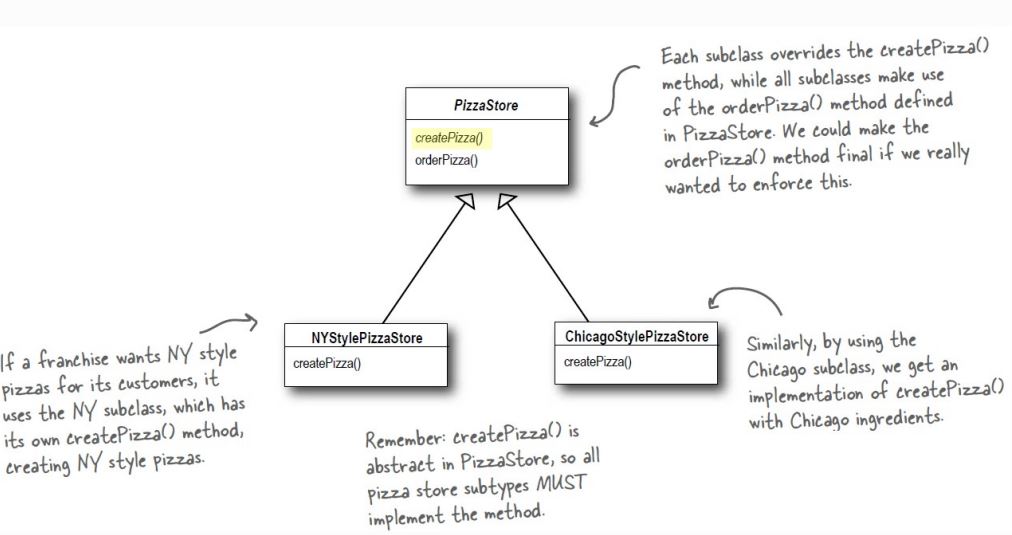 Each subclass overrides the createPizza()
method, while all subclasses make use
of the orderPizza() method defined
in PizzaStore. We could make the
orderPizza() method final if we really
wanted to enforce this.
PizzaStore
createPizza()
orderPizza()
If a franchise wants NY style
pizzas for its customers, it
uses the NY subclass, which has
its own createPizza() method,
creating NY style pizzas.
NYStylePizzaStore
createPizza()
ChicagoStylePizzaStore
createPizza()
Similarly, by using the
Chicago subclass, we get an
implementation of createPizza()
with Chicago ingredients.
Remember: createPizza() is
abstract in PizzaStore, so all
pizza store subtypes MUST
implement the method.